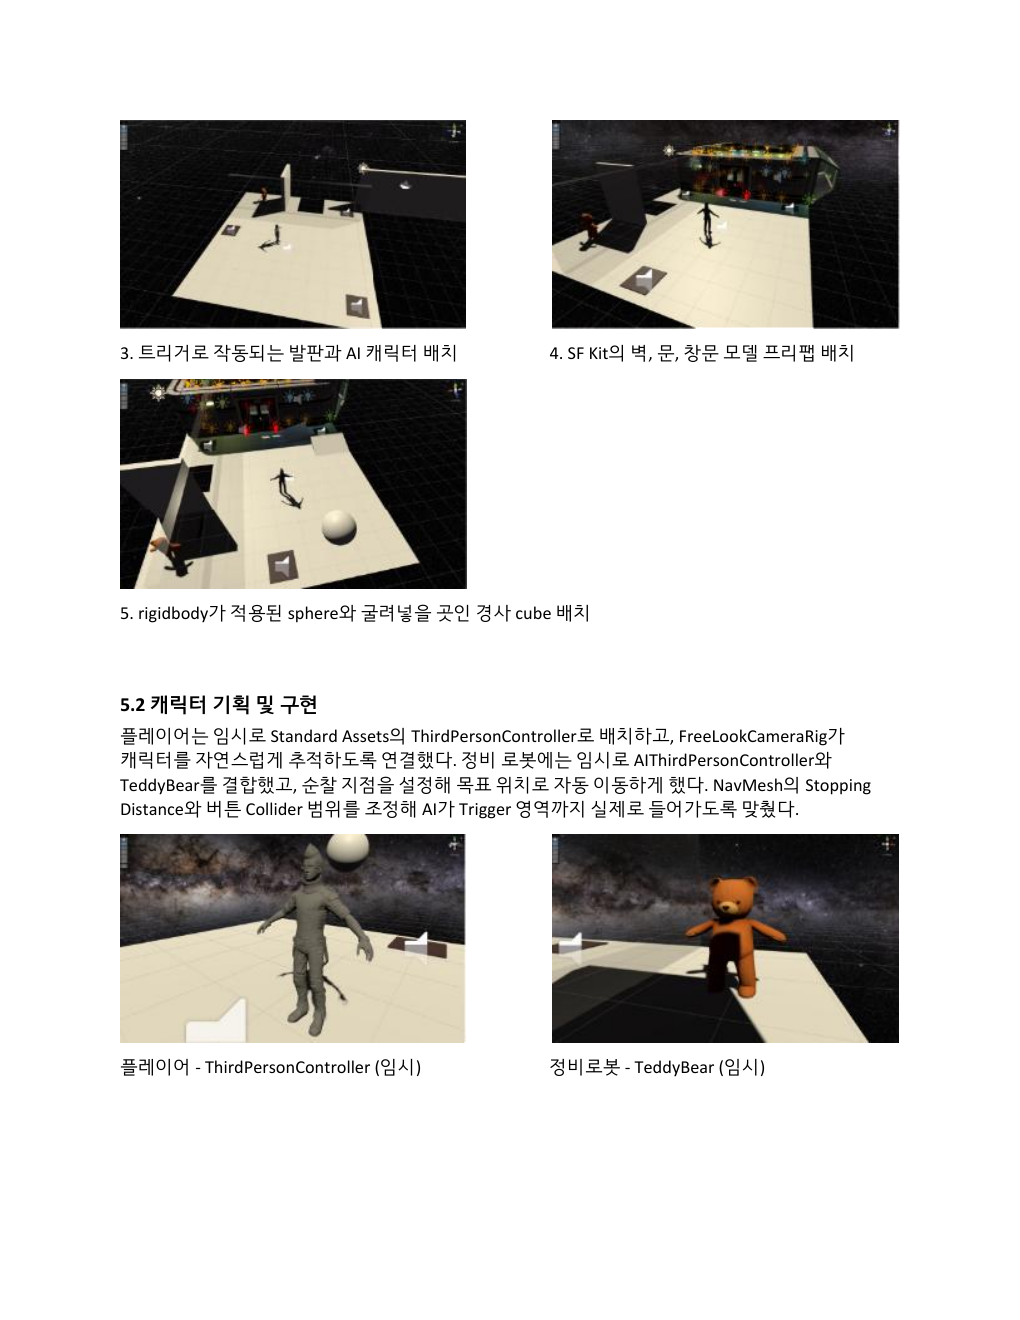 3. 트리거로 작동되는 발판과 AI 캐릭터 배치
4. SF Kit의 벽, 문, 창문 모델 프리팹 배치
5. rigidbody가 적용된 sphere와 굴려넣을 곳인 경사 cube 배치
5.2 캐릭터 기획 및 구현
플레이어는 임시로 Standard Assets의 ThirdPersonController로 배치하고, FreeLookCameraRig가
캐릭터를 자연스럽게 추적하도록 연결했다. 정비 로봇에는 임시로 AIThirdPersonController와
TeddyBear를 결합했고, 순찰 지점을 설정해 목표 위치로 자동 이동하게 했다. NavMesh의 Stopping
Distance와 버튼 Collider 범위를 조정해 AI가 Trigger 영역까지 실제로 들어가도록 맞췄다.
플레이어 - ThirdPersonController (임시)
정비로봇 - TeddyBear (임시)